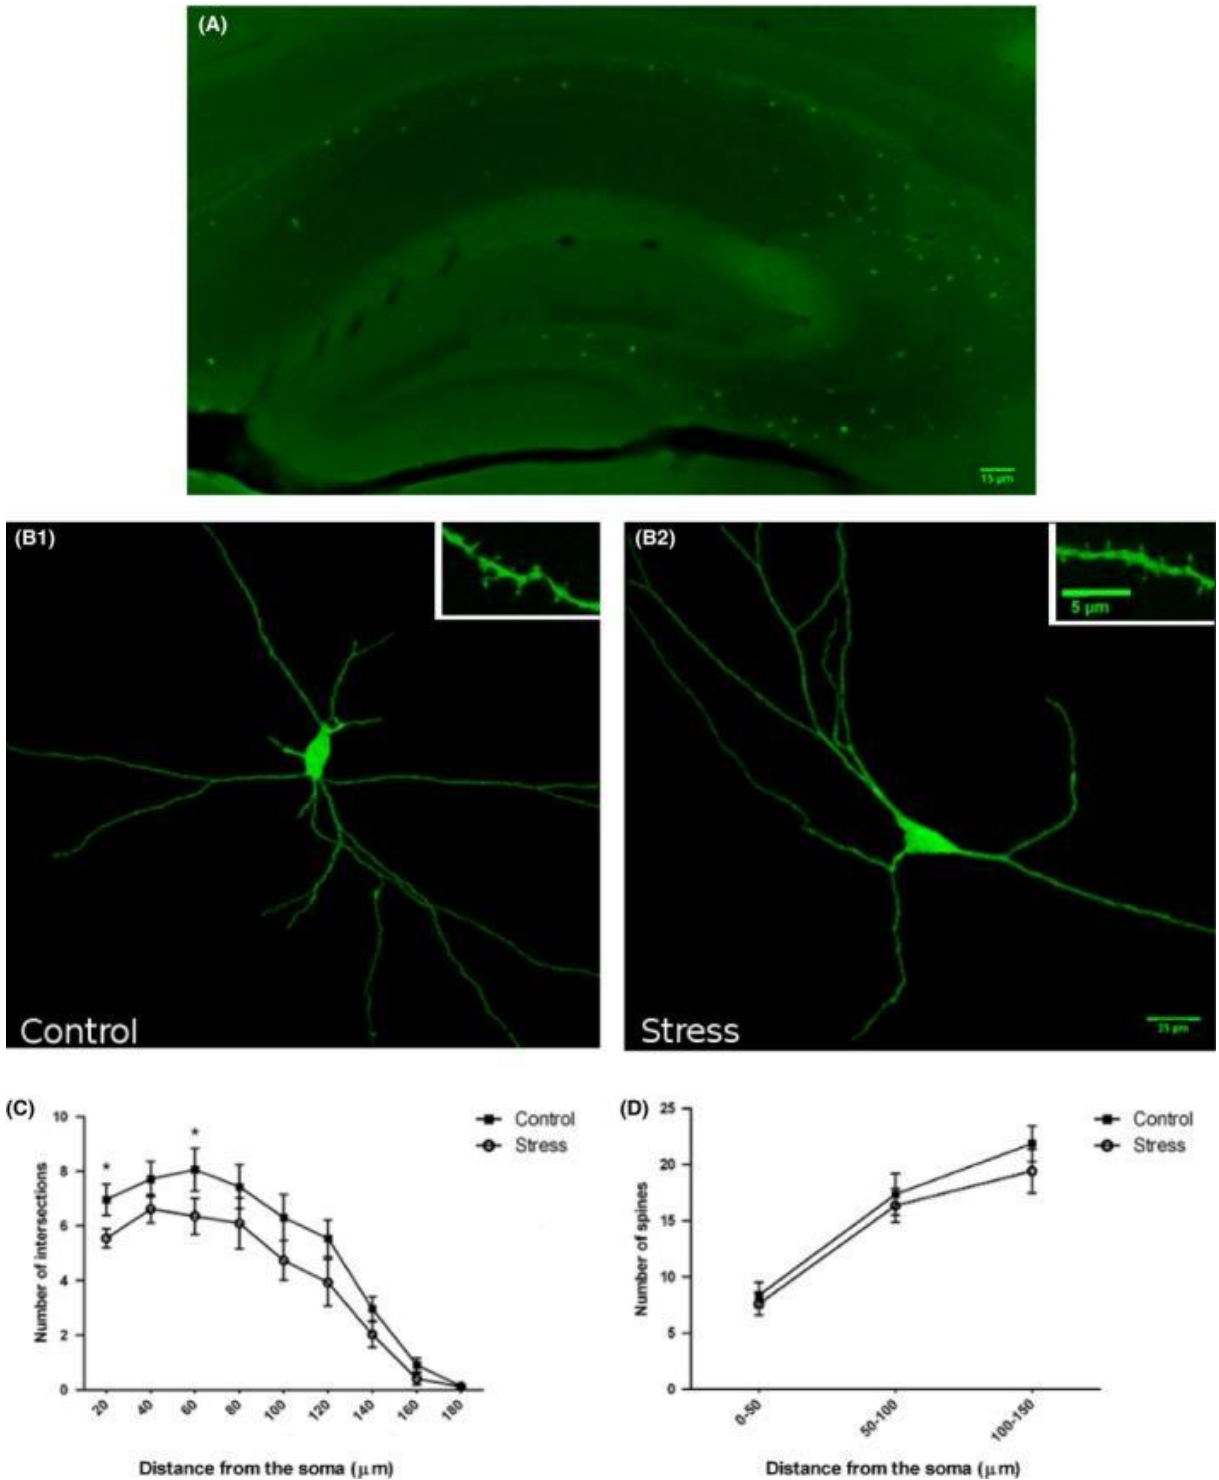 (A)
15 μm
(B1)
Control
(B2)
5 μm
Stress
25 μm
(C)
Control
Stress
Number of intersections
10
8
6
4
2
0
*
*
20 40 60 80 100 120 140 160 180
Distance from the soma (μm)
(D)
Control
Stress
Number of spines
25
20
15
10
5
0
0-50 50-100 100-150
Distance from the soma (μm)